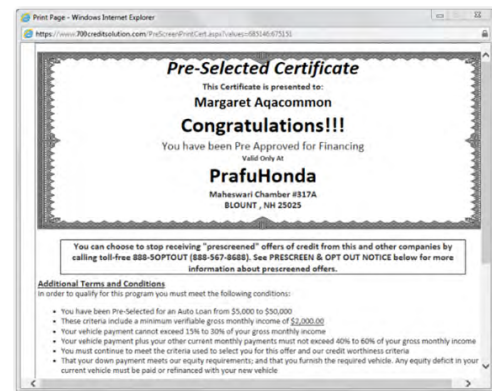 Print Page - Windows Internet Explorer
https://www.700creditsolution.com/PreScreenPrintCert.aspx?values=685146:675151
Pre-Selected Certificate
This Certificate is presented to:
Margaret Aqacommon
Congratulations!!!
You have been Pre Approved for Financing
Valid Only At
PrafuHonda
Maheswari Chamber #317A
BLOUNT , NH 25025
You can choose to stop receiving "prescreened" offers of credit from this and other companies by
calling toll-free 888-5OPTOUT (888-567-8688). See PRESCREEN & OPT OUT NOTICE below for more
information about prescreened offers.
Additional Terms and Conditions
In order to qualify for this program you must meet the following conditions:
• You have been Pre-Selected for an Auto Loan from $5,000 to $50,000
• These criteria include a minimum verifiable gross monthly income of $2,000.00
• Your vehicle payment cannot exceed 15% to 30% of your gross monthly income
• Your vehicle payment plus your other current monthly payments must not exceed 40% to 60% of your gross monthly income
• You must continue to meet the criteria used to select you for this offer and our credit worthiness criteria
• That your down payment meets our equity requirements; and that you furnish the required vehicle. Any equity deficit in your
current vehicle must be paid or refinanced with your new vehicle